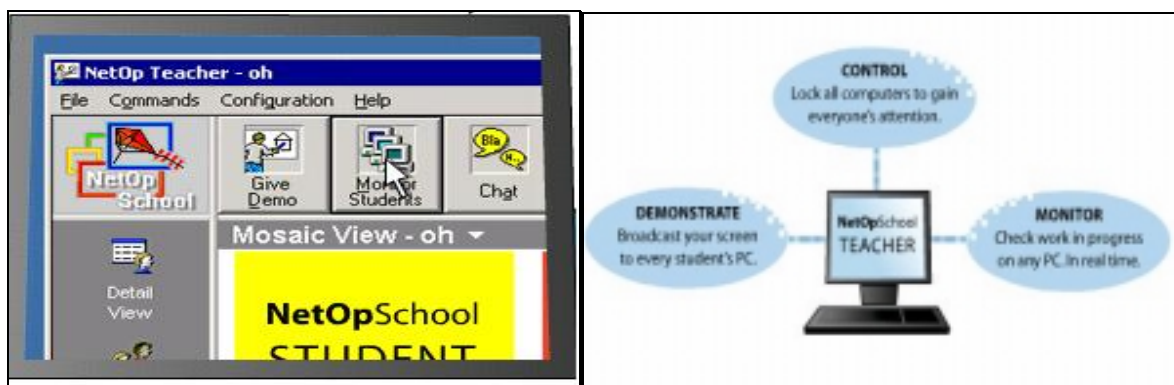 NetOp Teacher - oh
File Commands Configuration Help
NetOp
School
Give
Demo
Monitor
Students
Chat
Bla
Mosaic View - oh
Detail
View
NetOpSchool
STUDENT
CONTROL
Lock all computers to gain
everyone's attention.
DEMONSTRATE
Broadcast your screen
to every student's PC.
NetOpSchool
TEACHER
MONITOR
Check work in progress
on any PC. In real time.